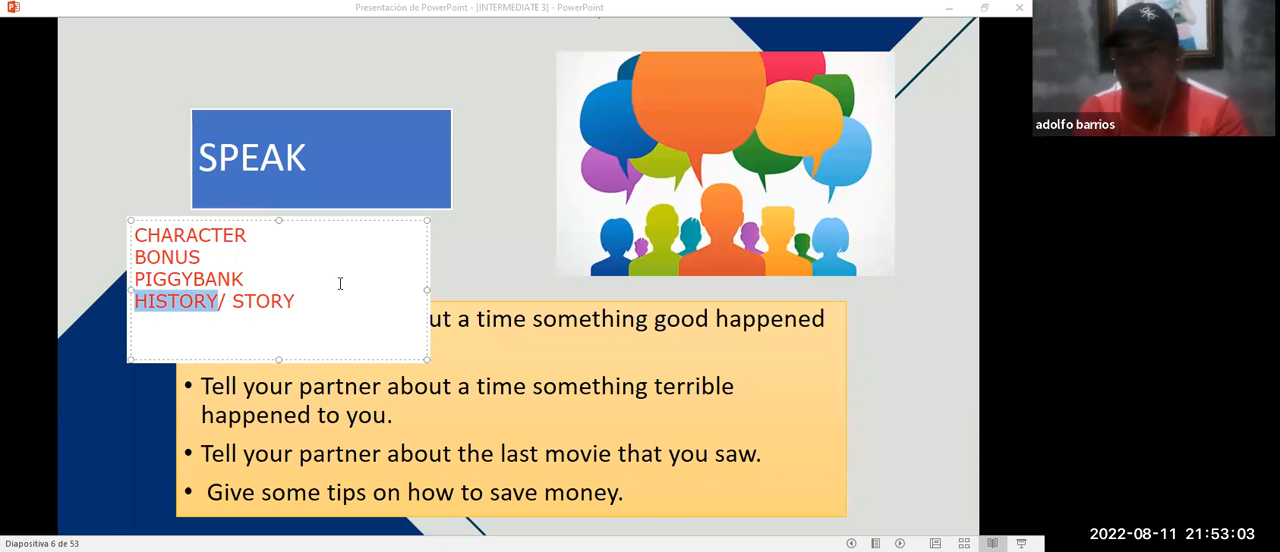 Presentación de PowerPoint - [INTERMEDIATE 3] - PowerPoint
adolfo barrios
SPEAK
CHARACTER
BONUS
PIGGYBANK
HISTORY/ STORY
ut a time something good happened
• Tell your partner about a time something terrible
happened to you.
• Tell your partner about the last movie that you saw.
• Give some tips on how to save money.
Diapositiva 6 de 53
2022-08-11 21:53:03